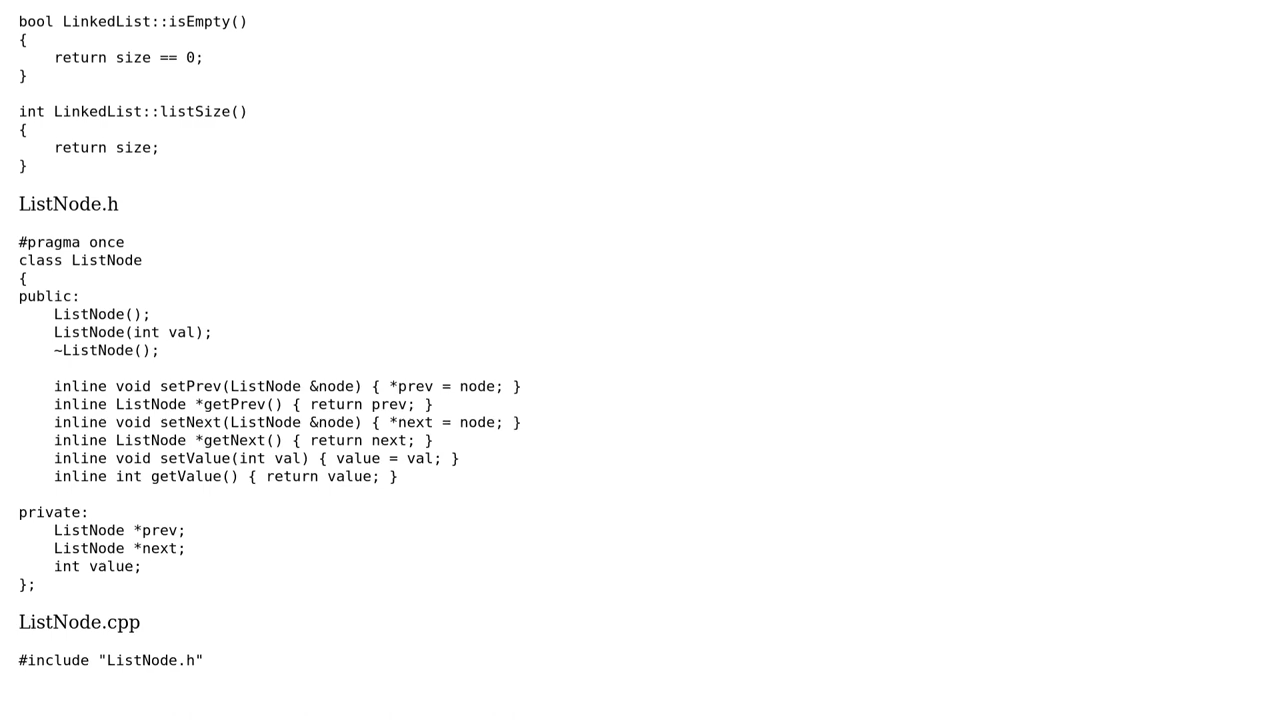 bool LinkedList::isEmpty()
{
    return size == 0;
}

int LinkedList::listSize()
{
    return size;
}
ListNode.h
#pragma once
class ListNode
{
public:
    ListNode();
    ListNode(int val);
    ~ListNode();

    inline void setPrev(ListNode &node) { *prev = node; }
    inline ListNode *getPrev() { return prev; }
    inline void setNext(ListNode &node) { *next = node; }
    inline ListNode *getNext() { return next; }
    inline void setValue(int val) { value = val; }
    inline int getValue() { return value; }

private:
    ListNode *prev;
    ListNode *next;
    int value;
};
ListNode.cpp
#include "ListNode.h"